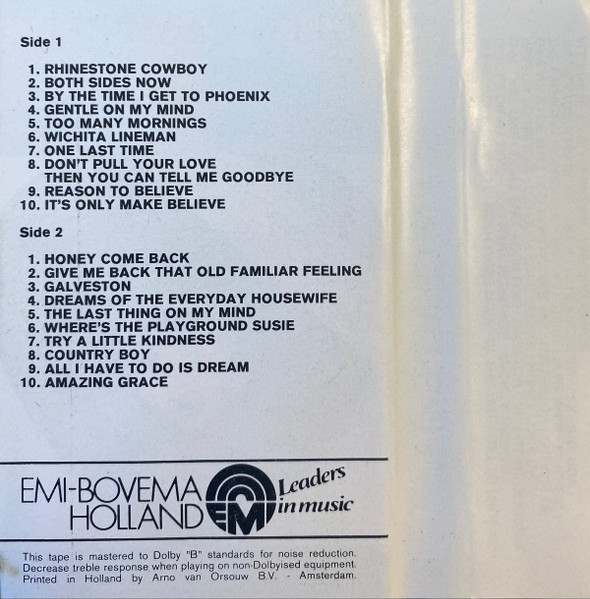 Side 1
1. RHINESTONE COWBOY
2. BOTH SIDES NOW
3. BY THE TIME I GET TO PHOENIX
4. GENTLE ON MY MIND
5. TOO MANY MORNINGS
6. WICHITA LINEMAN
7. ONE LAST TIME
8. DON'T PULL YOUR LOVE
THEN YOU CAN TELL ME GOODBYE
9. REASON TO BELIEVE
10. IT'S ONLY MAKE BELIEVE
Side 2
1. HONEY COME BACK
2. GIVE ME BACK THAT OLD FAMILIAR FEELING
3. GALVESTON
4. DREAMS OF THE EVERYDAY HOUSEWIFE
5. THE LAST THING ON MY MIND
6. WHERE'S THE PLAYGROUND SUSIE
7. TRY A LITTLE KINDNESS
8. COUNTRY BOY
9. ALL I HAVE TO DO IS DREAM
10. AMAZING GRACE
EMI-BOVEMA
HOLLAND
EMI
Leaders
in music
This tape is mastered to Dolby "B" standards for noise reduction.
Decrease treble response when playing on non-Dolbyised equipment.
Printed in Holland by Arno van Orsouw B.V. - Amsterdam.